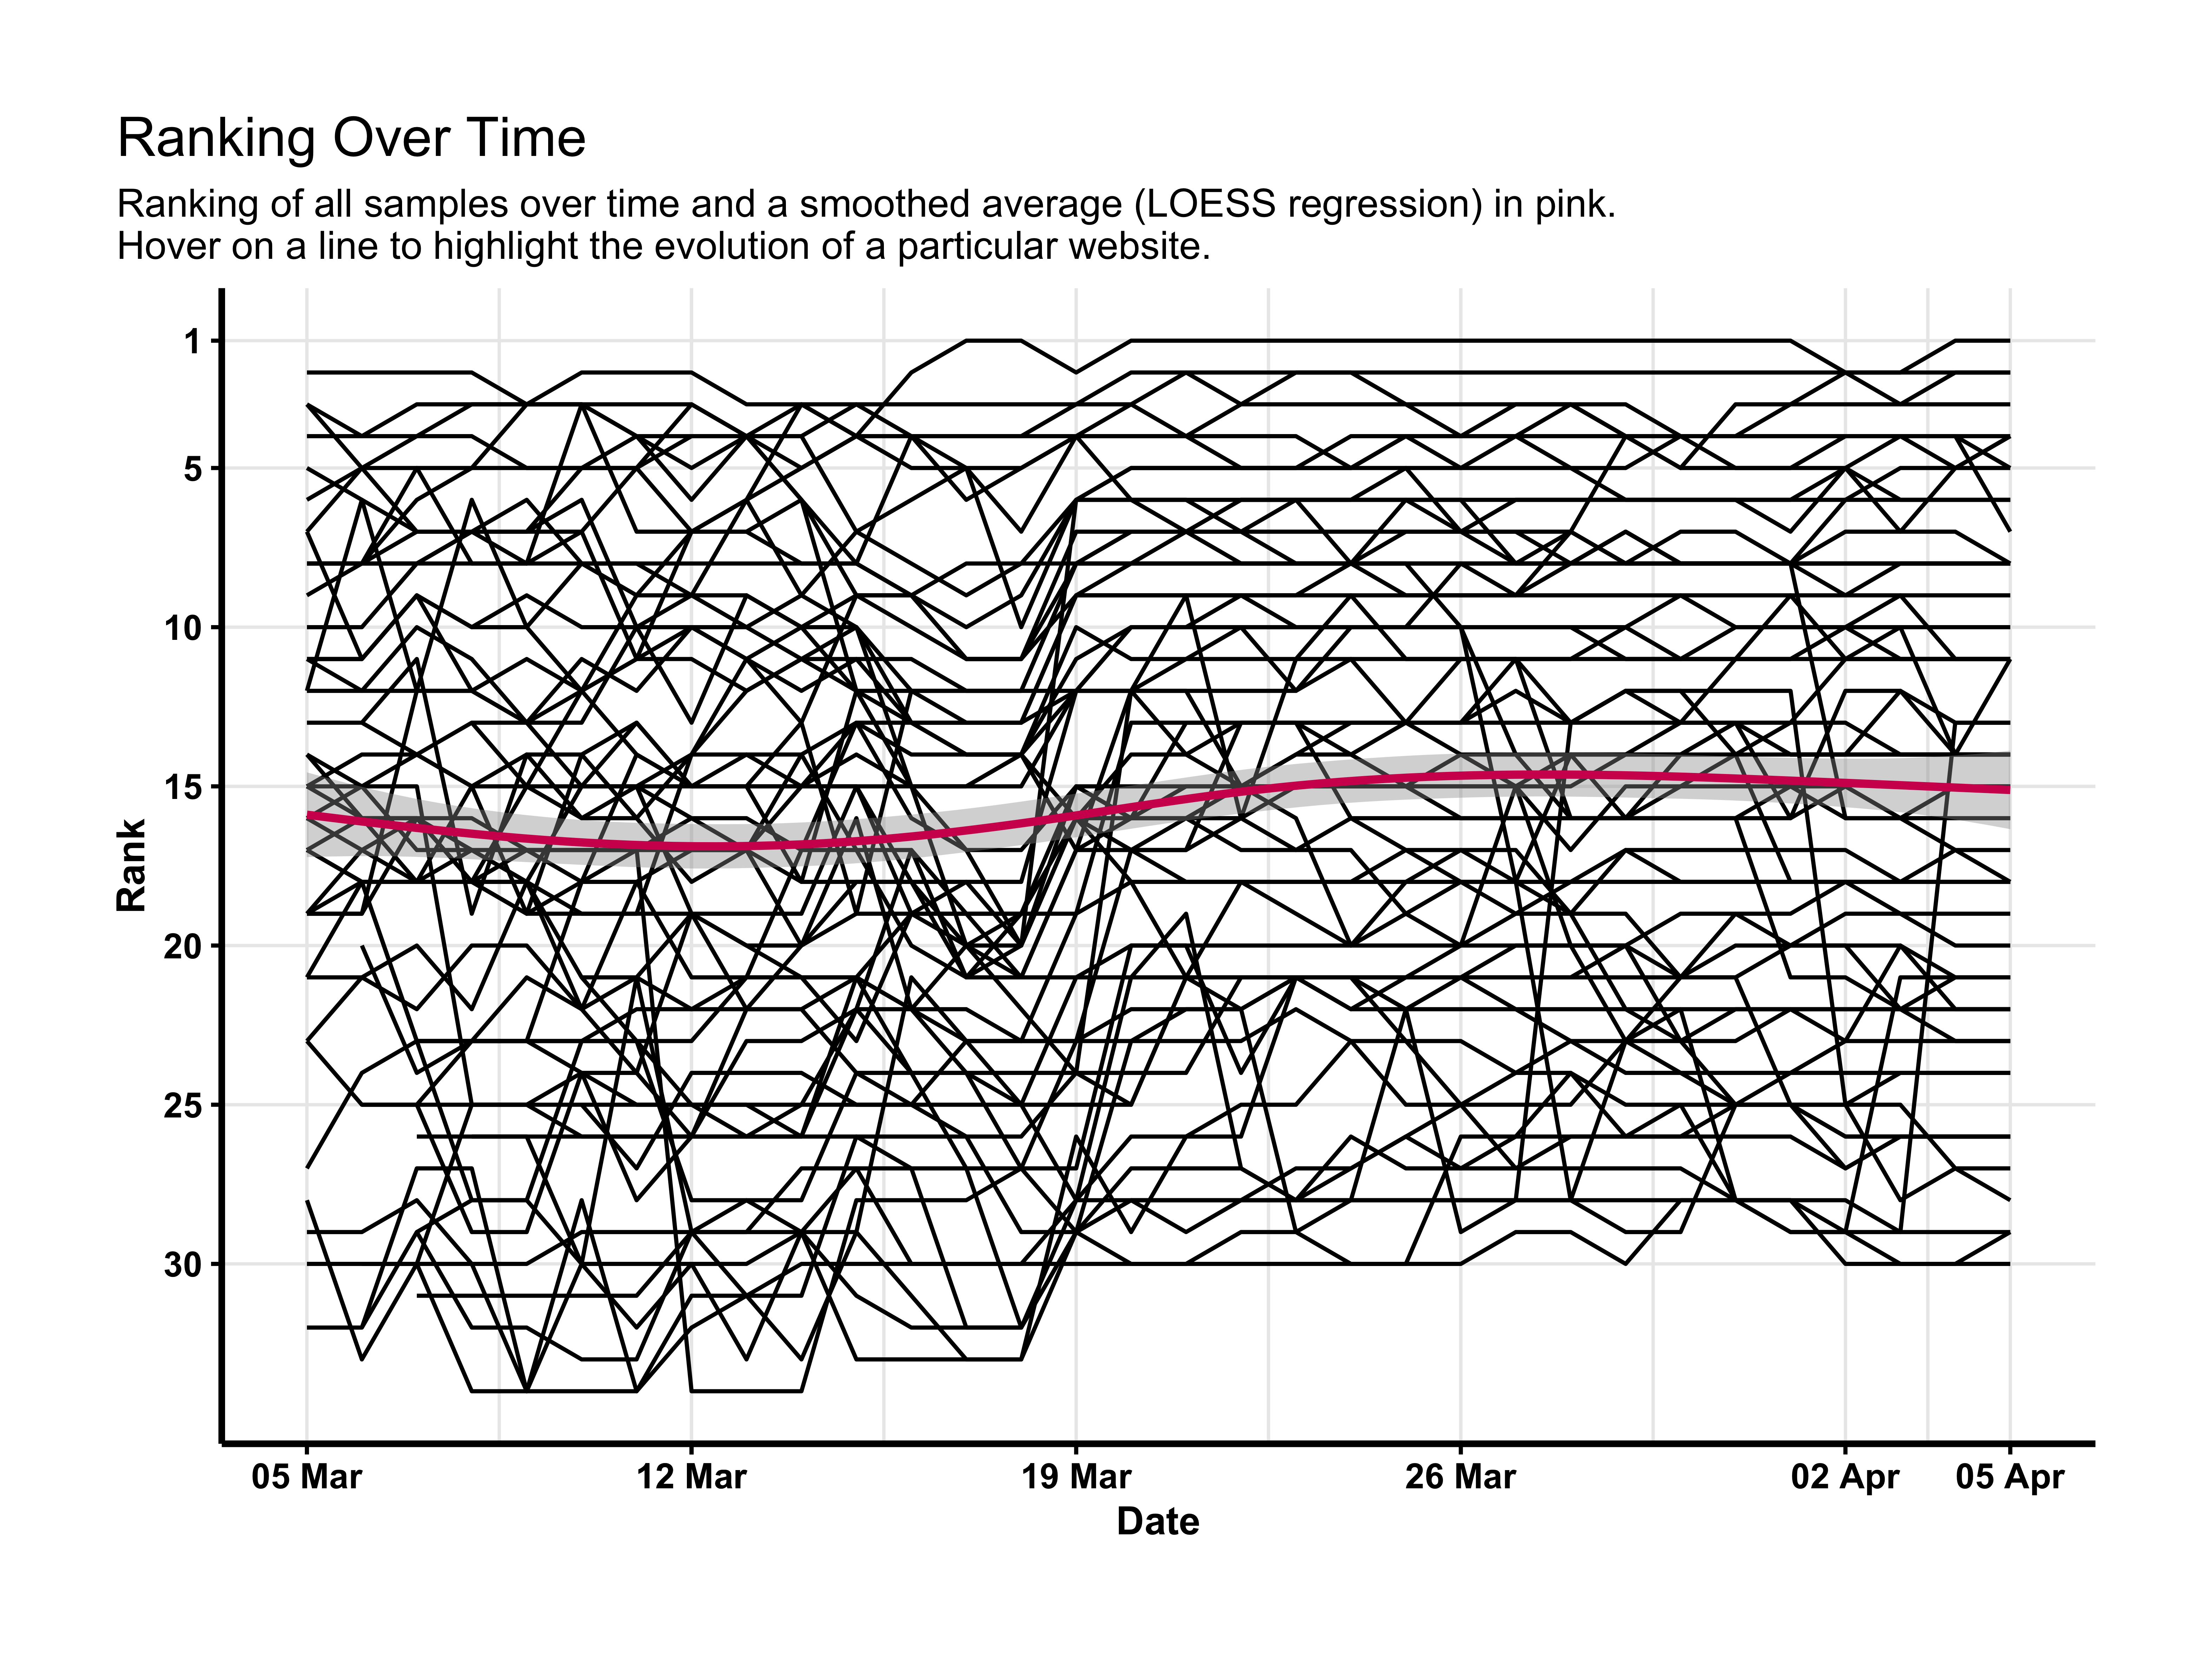 Ranking Over Time
Ranking of all samples over time and a smoothed average (LOESS regression) in pink.
Hover on a line to highlight the evolution of a particular website.
1
5
10
15
20
25
30
Rank
05 Mar
12 Mar
19 Mar
26 Mar
02 Apr
05 Apr
Date